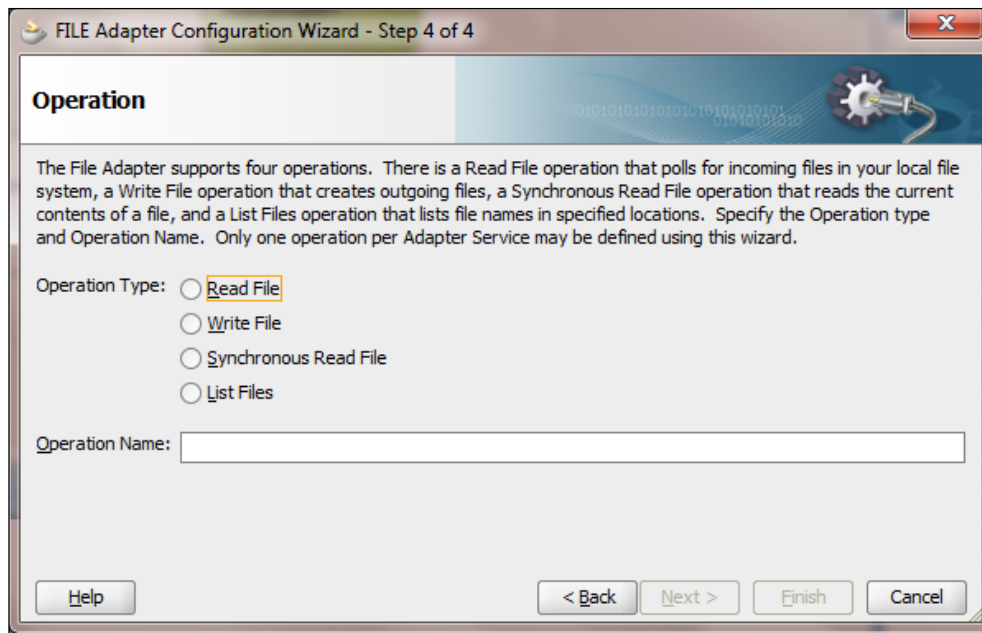 FILE Adapter Configuration Wizard - Step 4 of 4
Operation
The File Adapter supports four operations. There is a Read File operation that polls for incoming files in your local file
system, a Write File operation that creates outgoing files, a Synchronous Read File operation that reads the current
contents of a file, and a List Files operation that lists file names in specified locations. Specify the Operation type
and Operation Name. Only one operation per Adapter Service may be defined using this wizard.
Operation Type: Read File
Write File
Synchronous Read File
List Files
Operation Name:
Help < Back Next > Finish Cancel